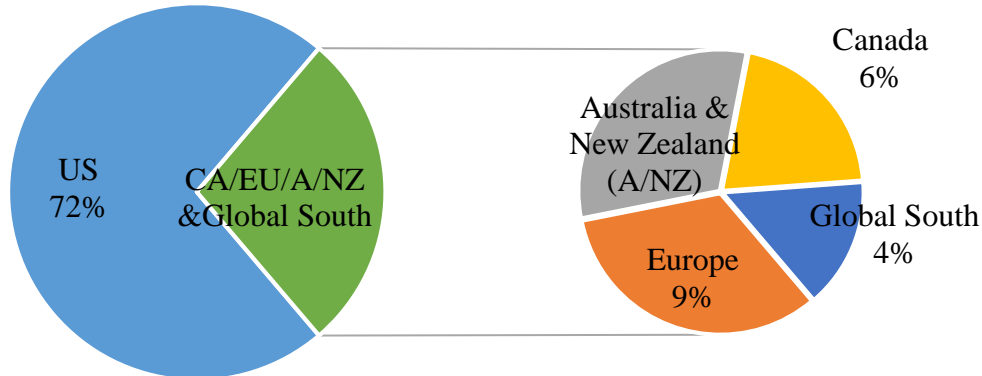 US
72%
CA/EU/A/NZ
&Global South
Australia &
New Zealand
(A/NZ)
Canada
6%
Global South
4%
Europe
9%